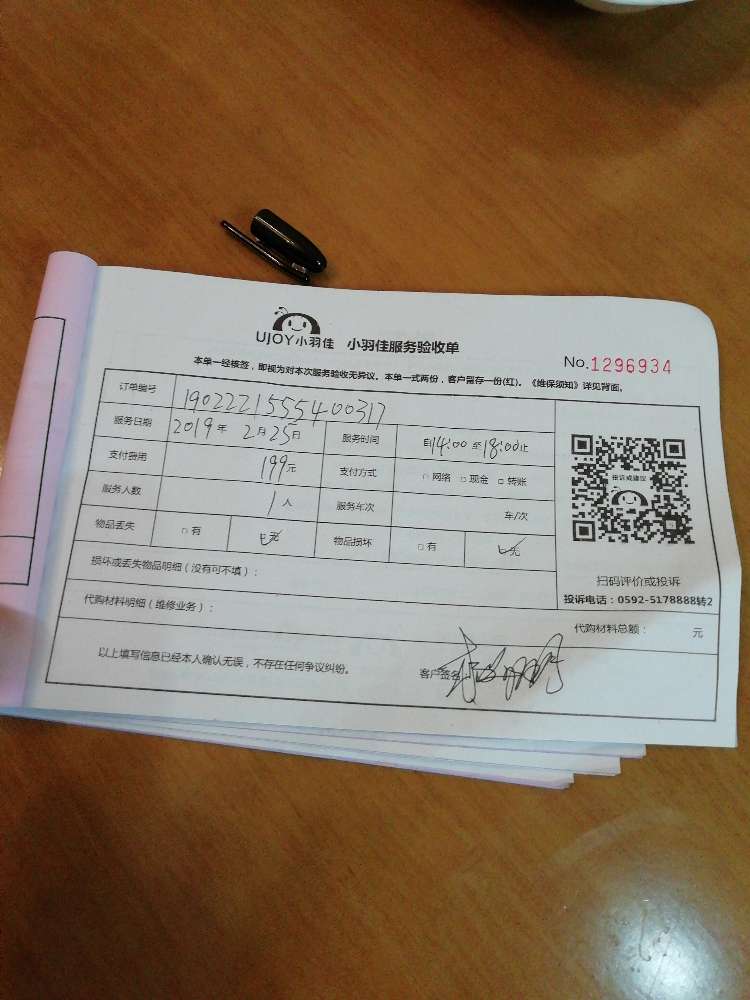 UJOY小羽佳 小羽佳服务验收单
No.1296934
本单一经核签，即视为对本次服务验收无异议。本单一式两份，客户留存一份(红)。《维保须知》详见背面。
订单编号 19022215554400317
服务日期 2019年 2月25日 服务时间 自14:00至18:00止
支付费用 199元 支付方式 □网络 □现金 □转账
服务人数 1人 服务车次 车/次
物品丢失 □有 □无 物品损坏 □有 □无
投诉或建议
损坏或丢失物品明细（没有可不填）：
扫码评价或投诉
投诉电话：0592-5178888转2
代购材料明细（维修业务）： 代购材料总额： 元
以上填写信息已经本人确认无误，不存在任何争议纠纷。 客户签名